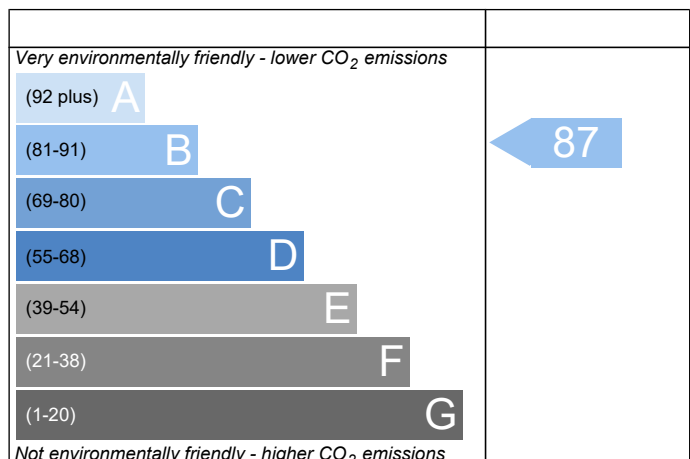 Very environmentally friendly - lower CO₂ emissions
(92 plus) A
(81-91) B
87
(69-80) C
(55-68) D
(39-54) E
(21-38) F
(1-20) G
Not environmentally friendly - higher CO₂ emissions